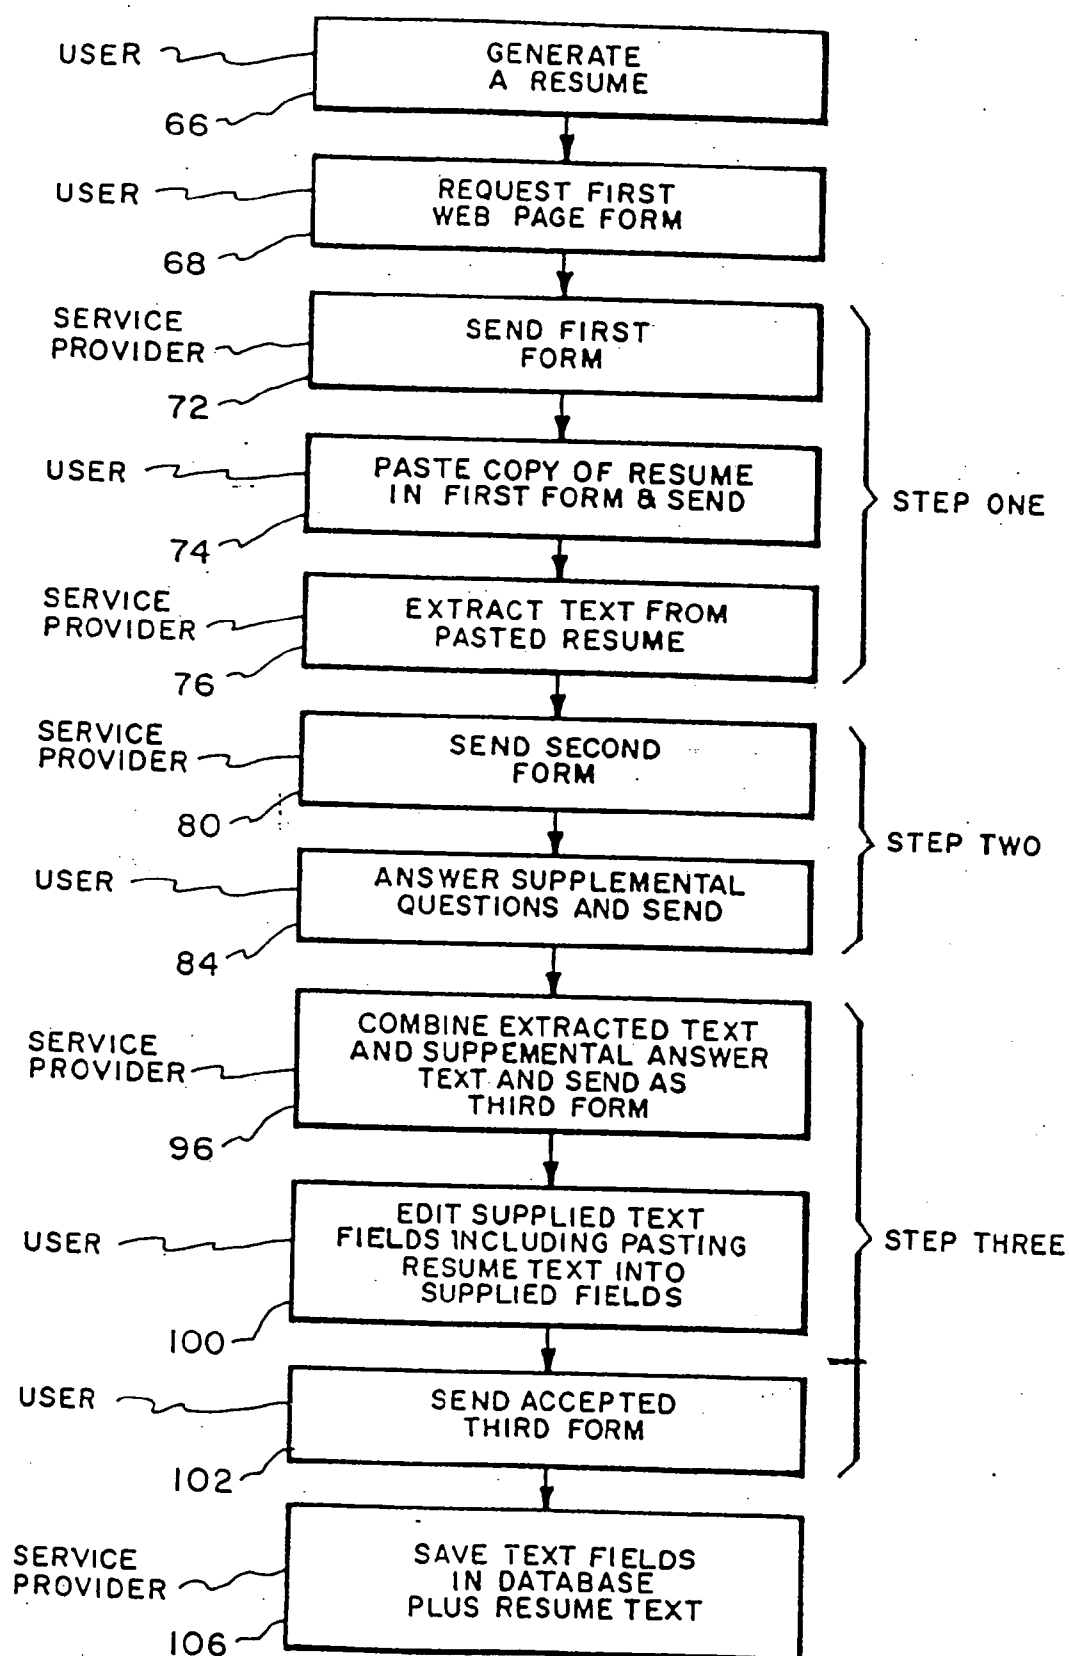 USER
GENERATE
A RESUME
66
USER
REQUEST FIRST
WEB PAGE FORM
68
SERVICE
PROVIDER
SEND FIRST
FORM
72
USER
PASTE COPY OF RESUME
IN FIRST FORM & SEND
74
STEP ONE
SERVICE
PROVIDER
EXTRACT TEXT FROM
PASTED RESUME
76
SERVICE
PROVIDER
SEND SECOND
FORM
80
STEP TWO
USER
ANSWER SUPPLEMENTAL
QUESTIONS AND SEND
84
SERVICE
PROVIDER
COMBINE EXTRACTED TEXT
AND SUPPEMENTAL ANSWER
TEXT AND SEND AS
THIRD FORM
96
USER
EDIT SUPPLIED TEXT
FIELDS INCLUDING PASTING
RESUME TEXT INTO
SUPPLIED FIELDS
100
STEP THREE
USER
SEND ACCEPTED
THIRD FORM
102
SERVICE
PROVIDER
SAVE TEXT FIELDS
IN DATABASE
PLUS RESUME TEXT
106